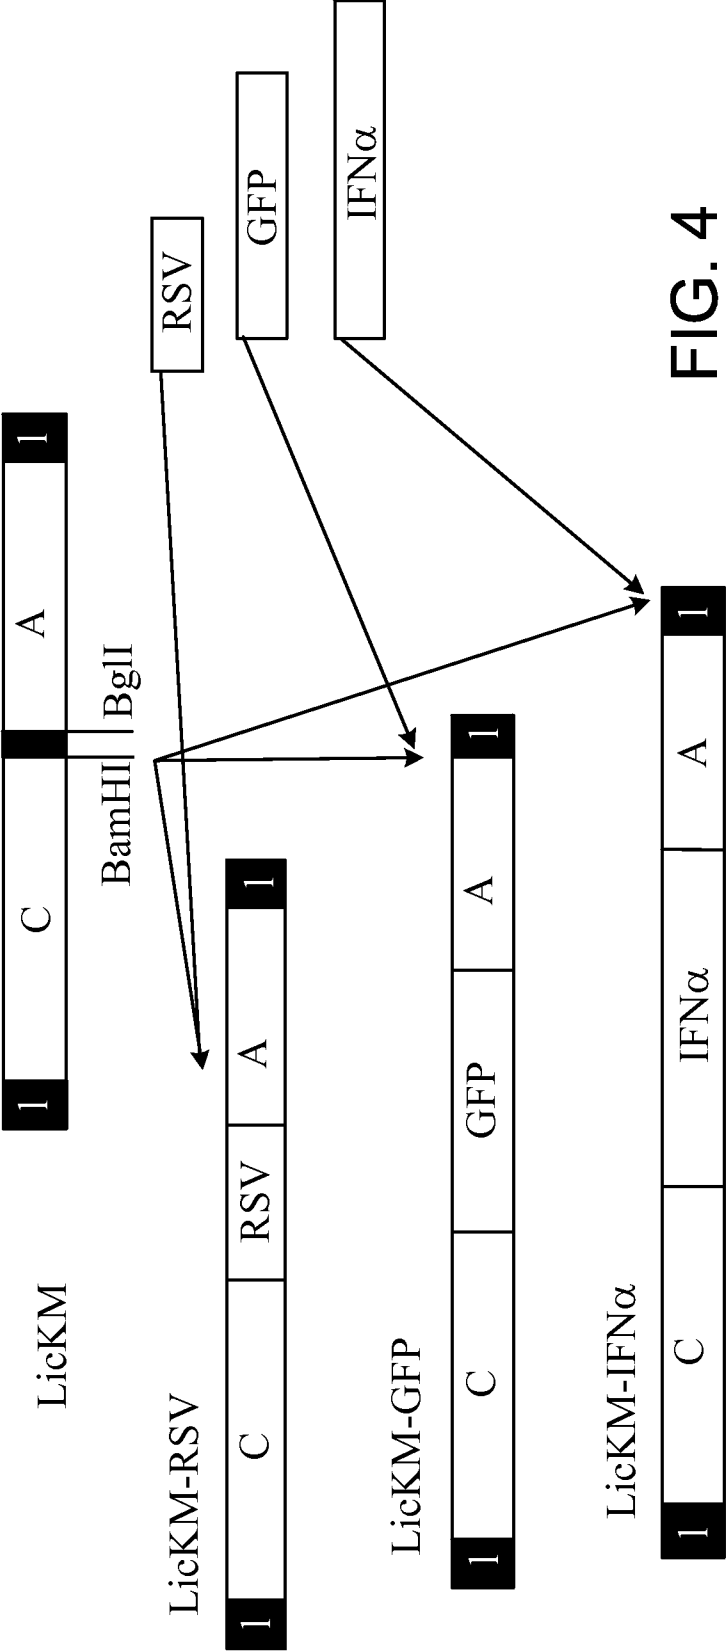 LicKM
1 C A 1
BamHI BglI
RSV
LicKM-RSV
1 C RSV A 1
GFP
LicKM-GFP
1 C GFP A 1
IFNα
LicKM-IFNα
1 C IFNα A 1
FIG. 4